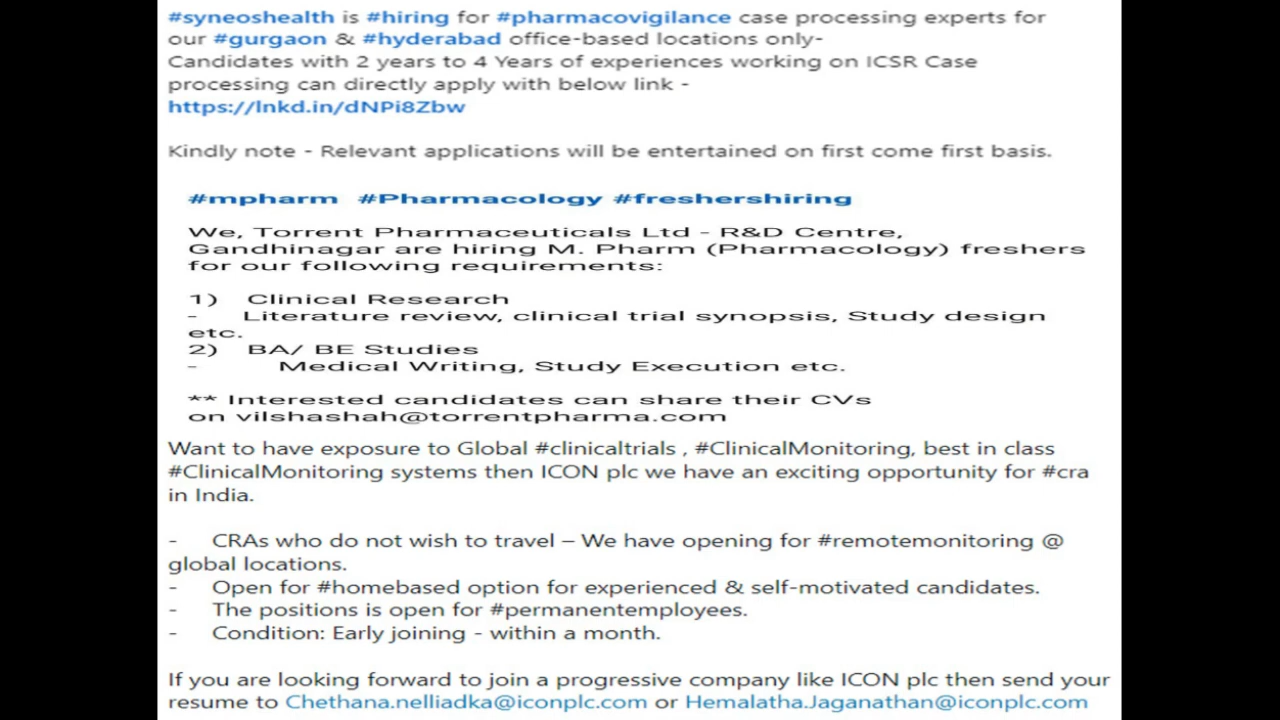 #syneoshealth is #hiring for #pharmacovigilance case processing experts for
our #gurgaon & #hyderabad office-based locations only-
Candidates with 2 years to 4 Years of experiences working on ICSR Case
processing can directly apply with below link -
https://lnkd.in/dNPi8Zbw
Kindly note - Relevant applications will be entertained on first come first basis.
#mpharm #Pharmacology #freshershiring
We, Torrent Pharmaceuticals Ltd - R&D Centre,
Gandhinagar are hiring M. Pharm (Pharmacology) freshers
for our following requirements:
1) Clinical Research
- Literature review, clinical trial synopsis, Study design
etc.
2) BA/ BE Studies
- Medical Writing, Study Execution etc.
** Interested candidates can share their CVs
on vilshashah@torrentpharma.com
Want to have exposure to Global #clinicaltrials , #ClinicalMonitoring, best in class
#ClinicalMonitoring systems then ICON plc we have an exciting opportunity for #cra
in India.
- CRAs who do not wish to travel – We have opening for #remotemonitoring @
global locations.
- Open for #homebased option for experienced & self-motivated candidates.
- The positions is open for #permanentemployees.
- Condition: Early joining - within a month.
If you are looking forward to join a progressive company like ICON plc then send your
resume to Chethana.nelliadka@iconplc.com or Hemalatha.Jaganathan@iconplc.com